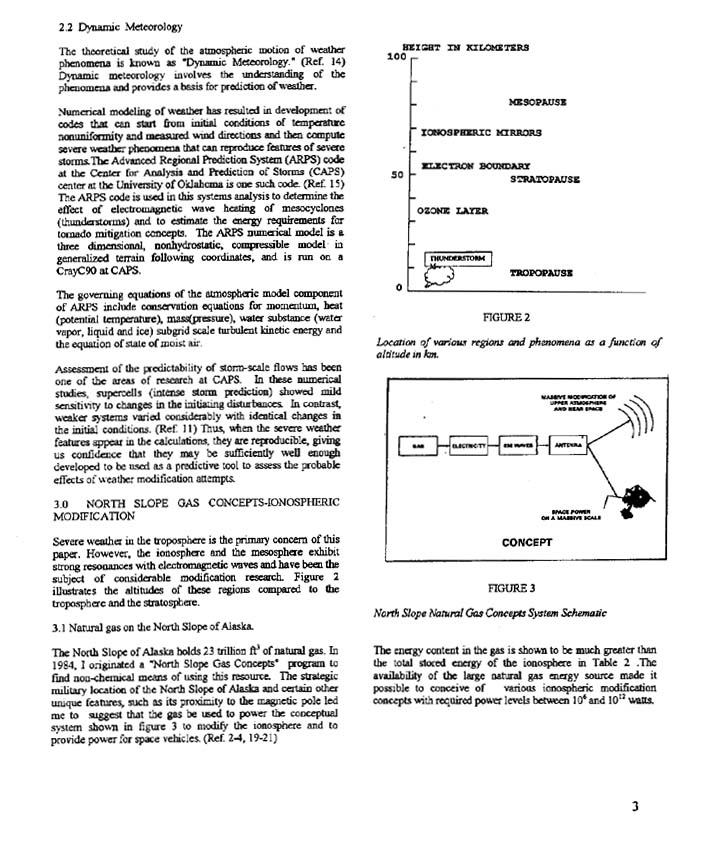 2.2 Dynamic Meteorology
The theoretical study of the atmospheric motion of weather
phenomena is known as "Dynamic Meteorology." (Ref. 14)
Dynamic meteorology involves the understanding of the
phenomena and provides a basis for prediction of weather.
Numerical modeling of weather has resulted in development of
codes that can start from initial conditions of temperature
nonuniformity and measured wind directions and then compute
severe weather phenomena that can reproduce features of severe
storms.The Advanced Regional Prediction System (ARPS) code
at the Center for Analysis and Prediction of Storms (CAPS)
center at the University of Oklahoma is one such code. (Ref. 15)
The ARPS code is used in this systems analysis to determine the
effect of electromagnetic wave heating of mesocyclones
(thunderstorms) and to estimate the energy requirements for
tornado mitigation concepts. The ARPS numerical model is a
three dimensional, nonhydrostatic, compressible model in
generalized terrain following coordinates, and is run on a
CrayC90 at CAPS.
The governing equations of the atmospheric model component
of ARPS include conservation equations for momentum, heat
(potential temperature), mass(pressure), water substance (water
vapor, liquid and ice) subgrid scale turbulent kinetic energy and
the equation of state of moist air.
Assessment of the predictability of storm-scale flows has been
one of the areas of research at CAPS. In these numerical
studies, supercells (intense storm prediction) showed mild
sensitivity to changes in the initiating disturbances. In contrast,
weaker systems varied considerably with identical changes in
the initial conditions. (Ref. 11) Thus, when the severe weather
features appear in the calculations, they are reproducible, giving
us confidence that they may be sufficiently well enough
developed to be used as a predictive tool to assess the probable
effects of weather modification attempts.
3.0 NORTH SLOPE GAS CONCEPTS-IONOSPHERIC
MODIFICATION
Severe weather in the troposphere is the primary concern of this
paper. However, the ionosphere and the mesosphere exhibit
strong resonances with electromagnetic waves and have been the
subject of considerable modification research. Figure 2
illustrates the altitudes of these regions compared to the
troposphere and the stratosphere.
3.1 Natural gas on the North Slope of Alaska.
The North Slope of Alaska holds 23 trillion ft³ of natural gas. In
1984, I originated a "North Slope Gas Concepts" program to
find non-chemical means of using this resource. The strategic
military location of the North Slope of Alaska and certain other
unique features, such as its proximity to the magnetic pole led
me to suggest that the gas be used to power the conceptual
system shown in figure 3 to modify the ionosphere and to
provide power for space vehicles. (Ref. 2-4, 19-21)
HEIGHT IN KILOMETERS
100
MESOPAUSE
IONOSPHERIC MIRRORS
ELECTRON BOUNDARY
50
STRATOPAUSE
OZONE LAYER
THUNDERSTORM
TROPOPAUSE
0
FIGURE 2
Location of various regions and phenomena as a function of
altitude in km.
MASSIVE MODIFICATION OF
UPPER ATMOSPHERE
AND NEAR SPACE
GAS
ELECTRICITY
EM WAVES
ANTENNA
SPACE POWER
ON A MASSIVE SCALE
CONCEPT
FIGURE 3
North Slope Natural Gas Concepts System Schematic
The energy content in the gas is shown to be much greater than
the total stored energy of the ionosphere in Table 2 .The
availability of the large natural gas energy source made it
possible to conceive of various ionospheric modification
concepts with required power levels between 10⁶ and 10¹² watts.
3